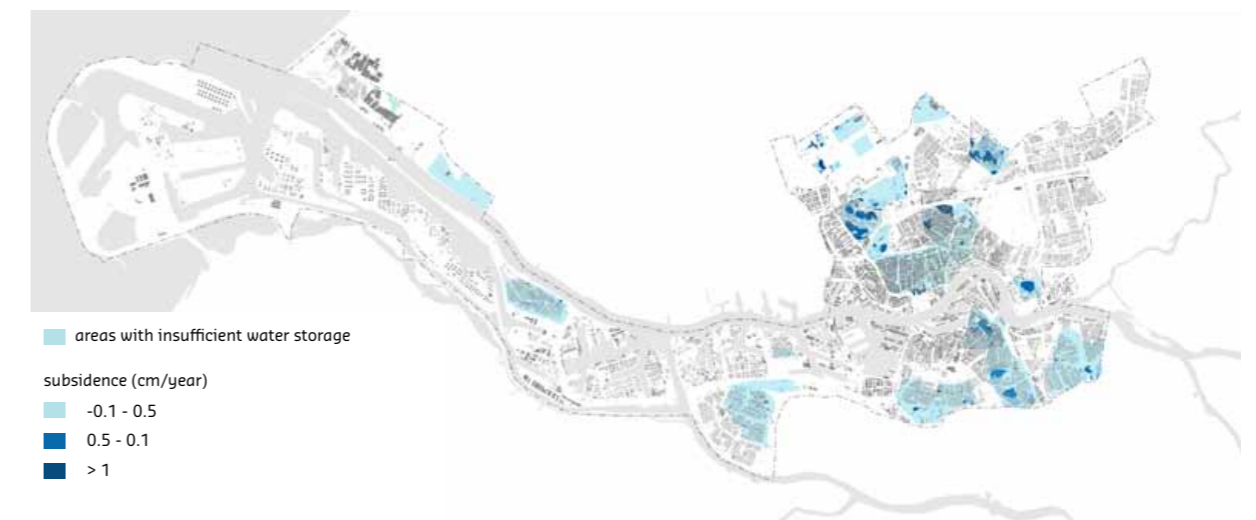 areas with insufficient water storage
subsidence (cm/year)
-0.1 - 0.5
0.5 - 0.1
> 1